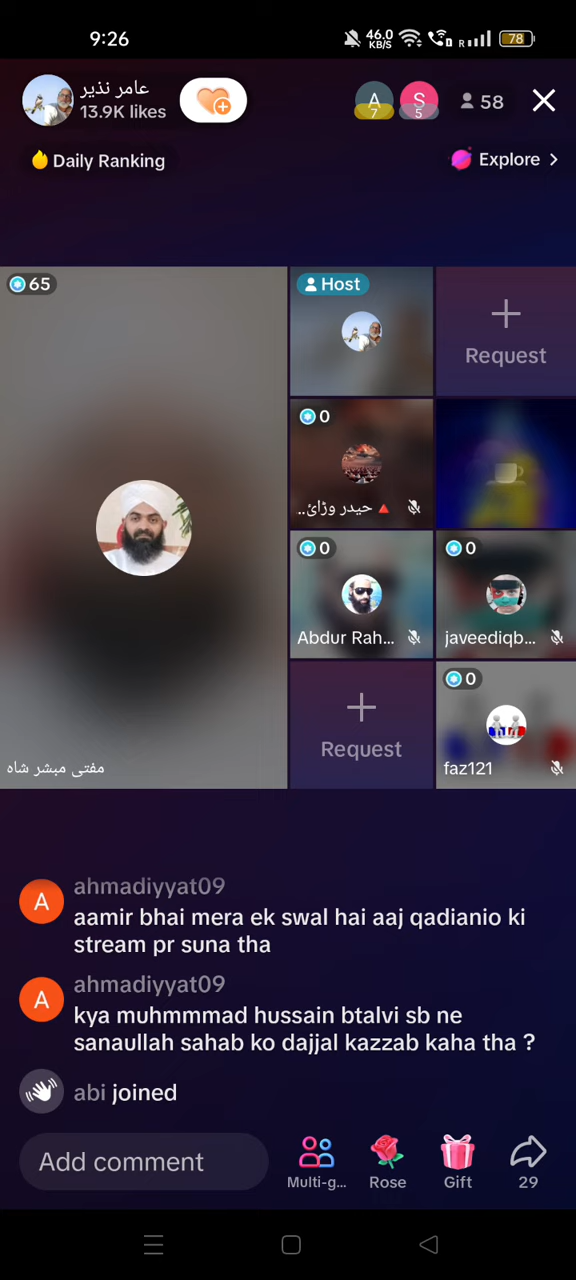 9:26
46.0
KB/S
R
78
عامر نذیر
13.9K likes
A
7
S
5
58
Daily Ranking
Explore >
65
Host
+
Request
0
حیدر وڑائ..
0
Abdur Rah...
0
javeediqb...
+
Request
0
faz121
مفتی مبشر شاہ
ahmadiyyat09
A
aamir bhai mera ek swal hai aaj qadianio ki
stream pr suna tha
ahmadiyyat09
A
kya muhmmmad hussain btalvi sb ne
sanaullah sahab ko dajjal kazzab kaha tha ?
abi joined
Add comment
Multi-g...
Rose
Gift
29